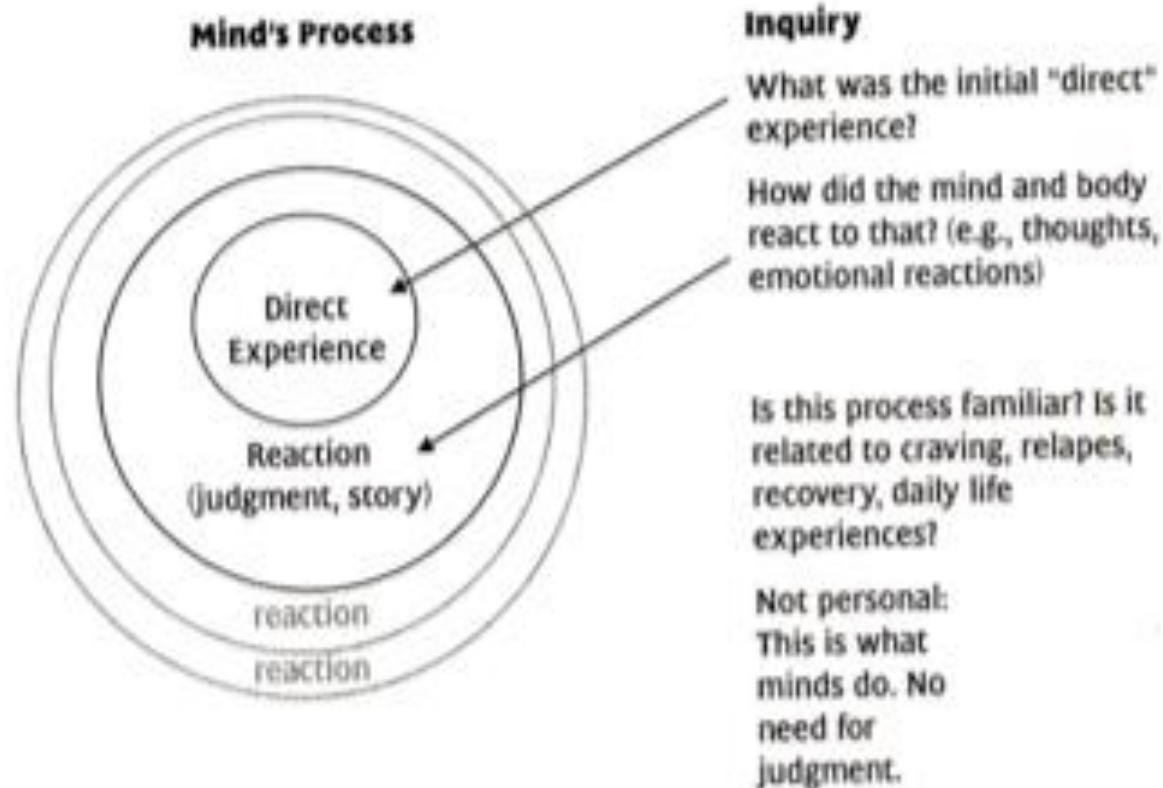 Mind's Process
Direct
Experience
Reaction
(judgment, story)
reaction
reaction
Inquiry
What was the initial "direct"
experience?
How did the mind and body
react to that? (e.g., thoughts,
emotional reactions)
Is this process familiar? Is it
related to craving, relapes,
recovery, daily life
experiences?
Not personal:
This is what
minds do. No
need for
judgment.